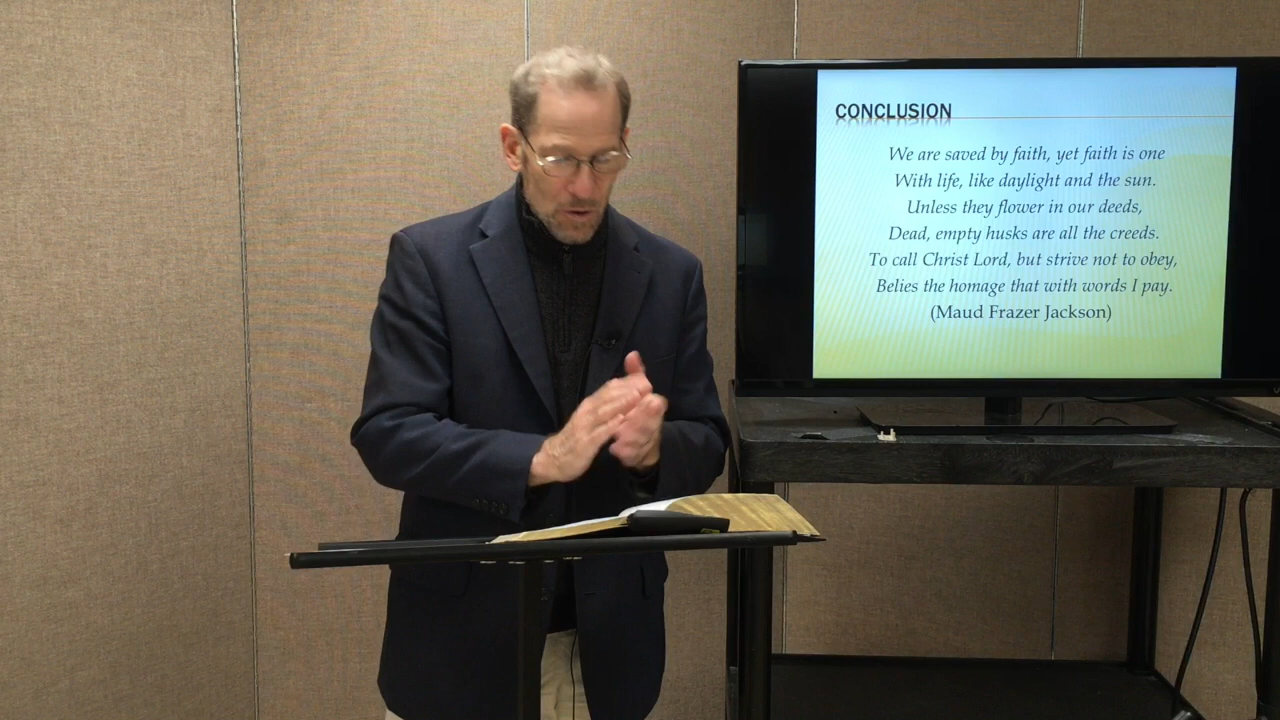 CONCLUSION
We are saved by faith, yet faith is one
With life, like daylight and the sun.
Unless they flower in our deeds,
Dead, empty husks are all the creeds.
To call Christ Lord, but strive not to obey,
Belies the homage that with words I pay.
(Maud Frazer Jackson)